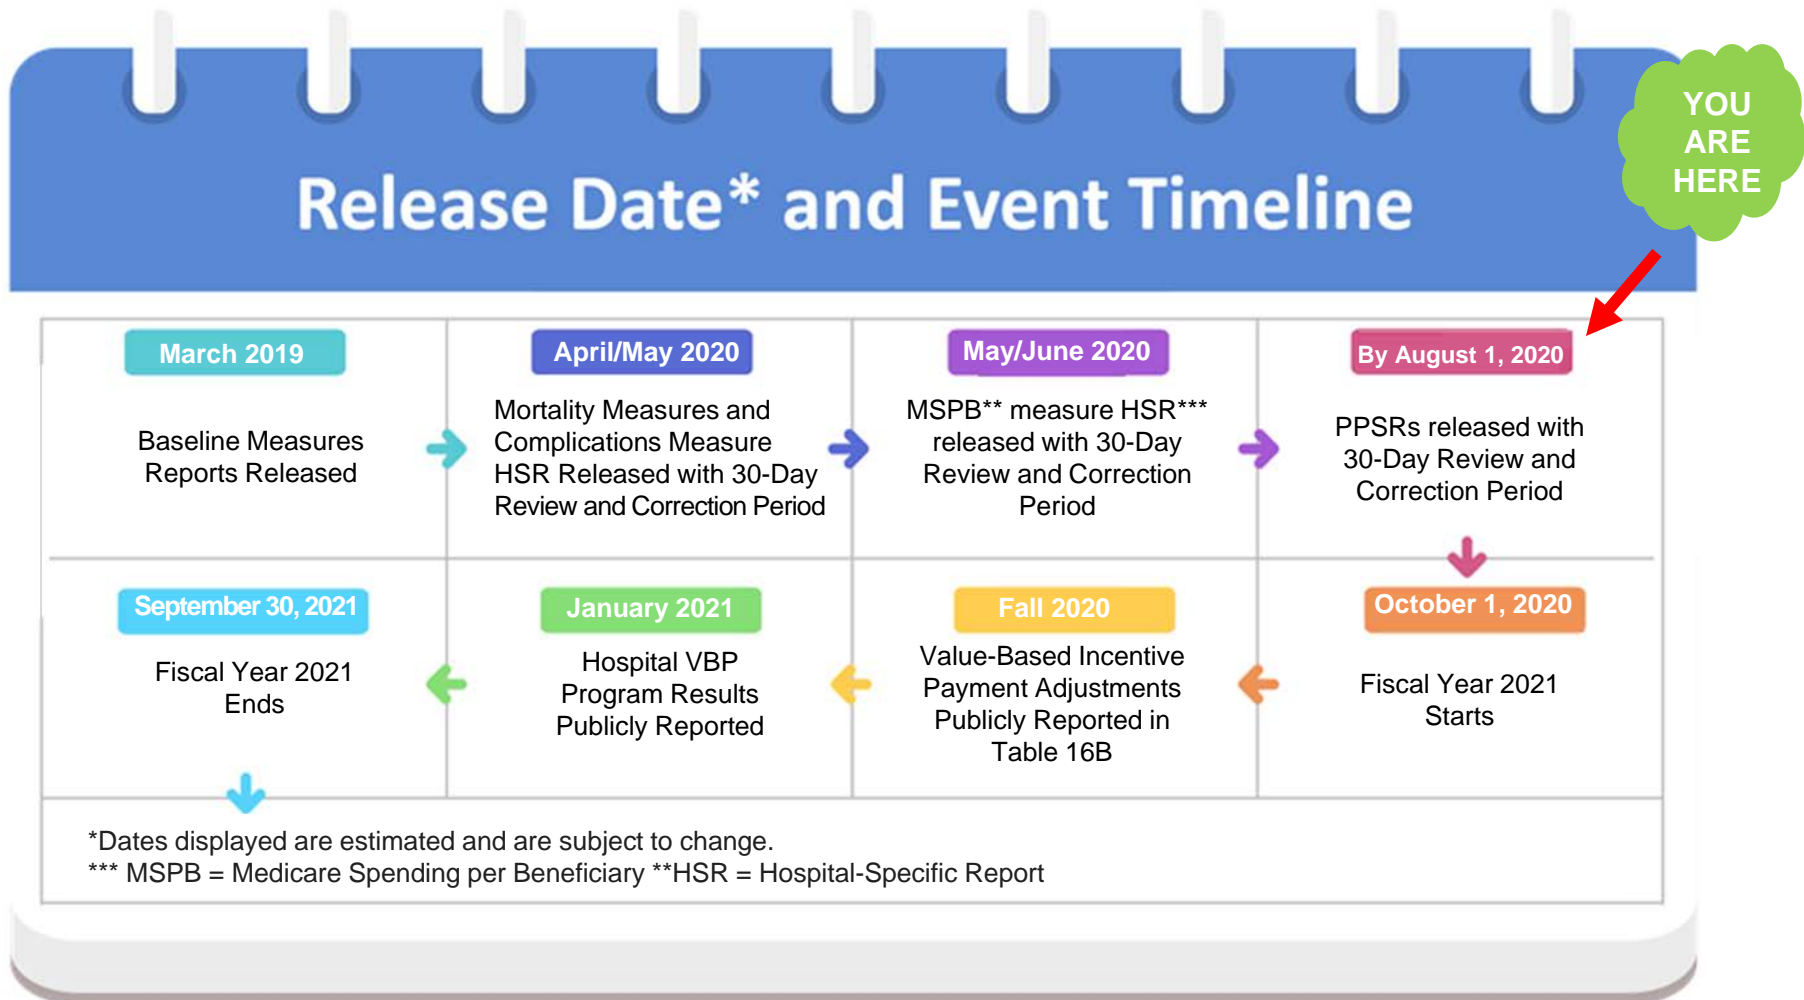 YOU
ARE
HERE
Release Date* and Event Timeline
March 2019
Baseline Measures
Reports Released
April/May 2020
Mortality Measures and
Complications Measure
HSR Released with 30-Day
Review and Correction Period
May/June 2020
MSPB** measure HSR***
released with 30-Day
Review and Correction
Period
By August 1, 2020
PPSRs released with
30-Day Review and
Correction Period
October 1, 2020
Fiscal Year 2021
Starts
Fall 2020
Value-Based Incentive
Payment Adjustments
Publicly Reported in
Table 16B
January 2021
Hospital VBP
Program Results
Publicly Reported
September 30, 2021
Fiscal Year 2021
Ends
*Dates displayed are estimated and are subject to change.
*** MSPB = Medicare Spending per Beneficiary **HSR = Hospital-Specific Report